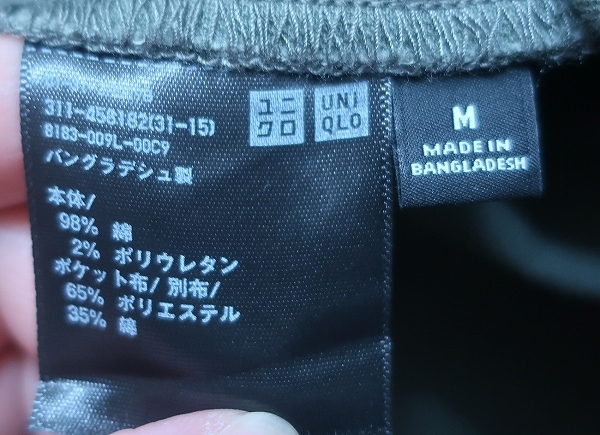 311-458182(31-15)
8183-009L-00C9
バングラデシュ製
本体/
98% 綿
2% ポリウレタン
ポケット布/別布/
65% ポリエステル
35% 綿
ユニ
クロ
UNI
QLO
M
MADE IN
BANGLADESH